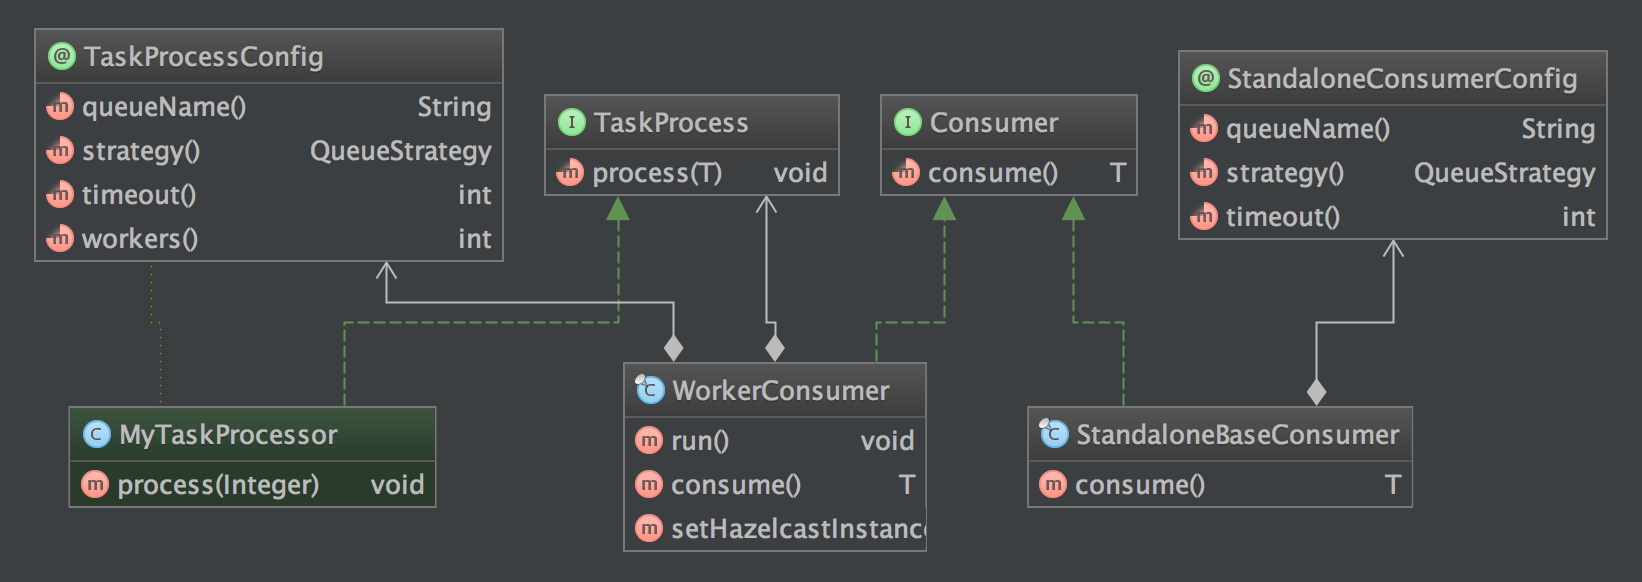 @ TaskProcessConfig
m queueName() String
m strategy() QueueStrategy
m timeout() int
m workers() int
I TaskProcess
m process(T) void
I Consumer
m consume() T
@ StandaloneConsumerConfig
m queueName() String
m strategy() QueueStrategy
m timeout() int
C MyTaskProcessor
m process(Integer) void
C WorkerConsumer
m run() void
m consume() T
m setHazelcastInstanc
C StandaloneBaseConsumer
m consume() T